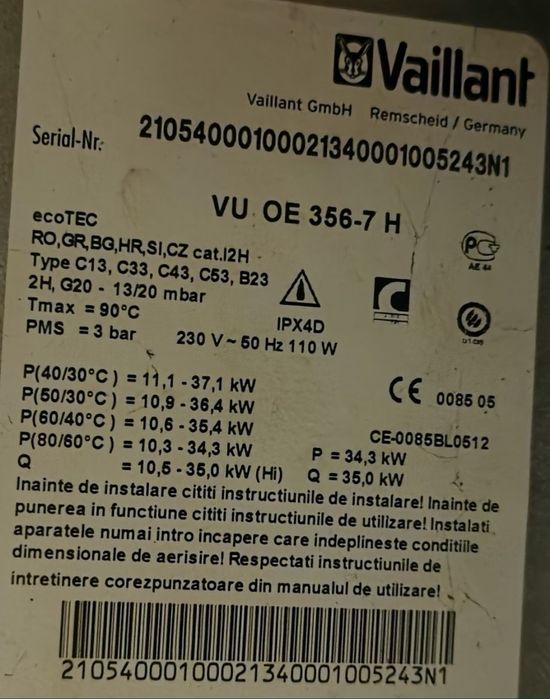 Vaillant
Vaillant GmbH Remscheid / Germany
Serial-Nr: 21054000100021340001005243N1
VU OE 356-7 H
ecoTEC
RO,GR,BG,HR,SI,CZ cat.I2H
Type C13, C33, C43, C53, B23
2H, G20 - 13/20 mbar
Tmax = 90°C
PMS = 3 bar
230 V ~ 50 Hz 110 W
IPX4D
PC
AE 44
P(40/30°C) = 11,1 - 37,1 kW
P(50/30°C) = 10,9 - 36,4 kW
P(60/40°C) = 10,6 - 35,4 kW
P(80/60°C) = 10,3 - 34,3 kW
Q = 10,5 - 35,0 kW (Hi)
CE 0085 05
CE-0085BL0512
P = 34,3 kW
Q = 35,0 kW
Inainte de instalare cititi instructiunile de instalare! Inainte de
punerea in functiune cititi instructiunile de utilizare! Instalati
aparatele numai intro incapere care indeplineste conditiile
dimensionale de aerisire! Respectati instructiunile de
intretinere corezpunzatoare din manualul de utilizare!
21054000100021340001005243N1